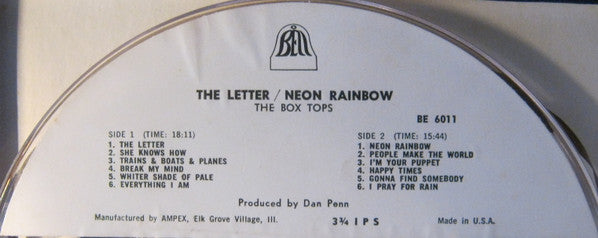 BELL
THE LETTER / NEON RAINBOW
THE BOX TOPS
BE 6011
SIDE 1 (TIME: 18:11)
1. THE LETTER
2. SHE KNOWS HOW
3. TRAINS & BOATS & PLANES
4. BREAK MY MIND
5. WHITER SHADE OF PALE
6. EVERYTHING I AM
SIDE 2 (TIME: 15:44)
1. NEON RAINBOW
2. PEOPLE MAKE THE WORLD
3. I'M YOUR PUPPET
4. HAPPY TIMES
5. GONNA FIND SOMEBODY
6. I PRAY FOR RAIN
Produced by Dan Penn
Manufactured by AMPEX, Elk Grove Village, Ill. 3¾ I P S Made in U.S.A.